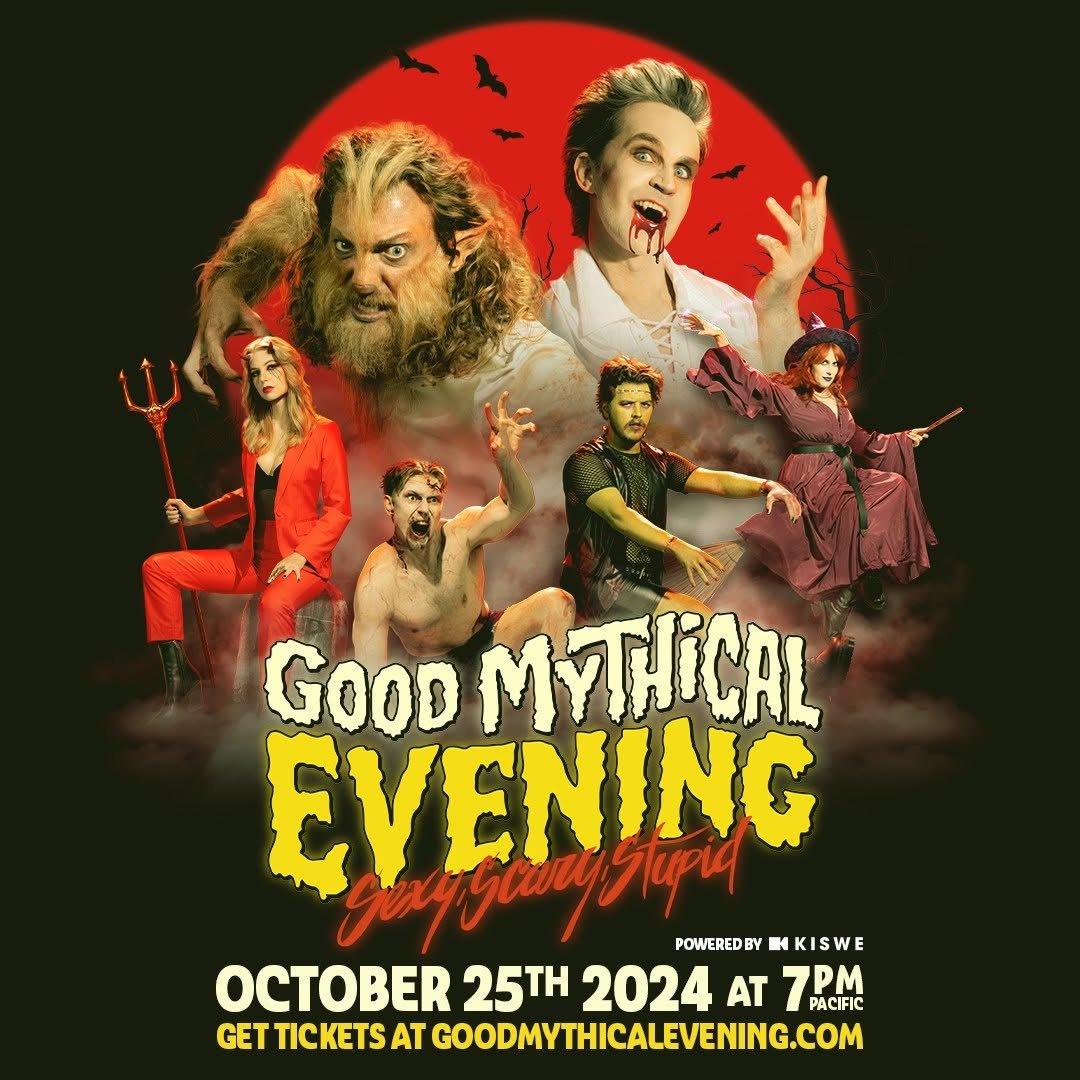 GOOD MYTHiCAL
EVENING
Sexy, Scary, Stupid
POWERED BY KISWE
OCTOBER 25TH 2024 AT 7PM PACIFIC
GET TICKETS AT GOODMYTHICALEVENING.COM